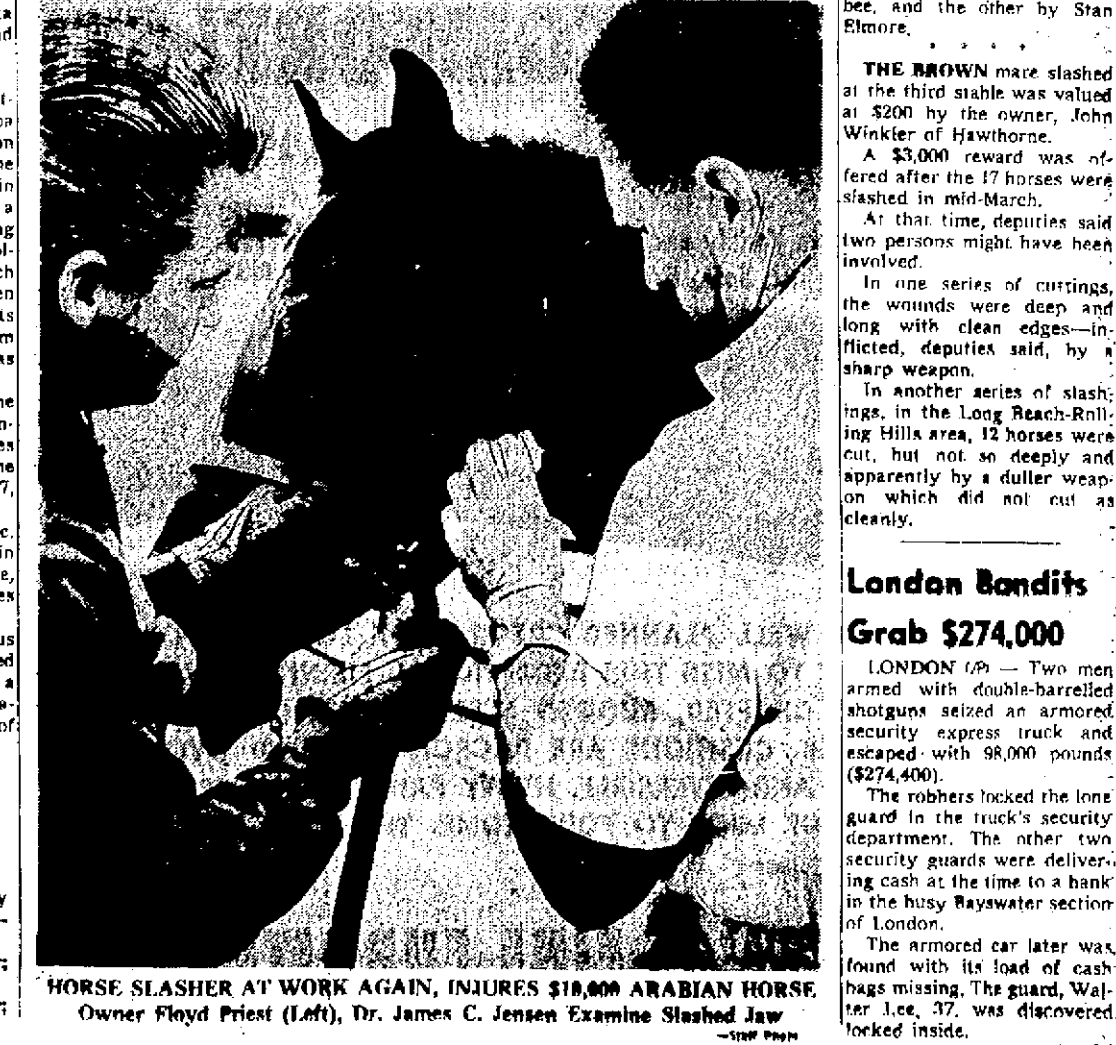 HORSE SLASHER AT WORK AGAIN, INJURES $10,000 ARABIAN HORSE
Owner Floyd Priest (Left), Dr. James C. Jensen Examine Slashed Jaw
—Staff Photo
bee, and the other by Stan
Elmore.
* * * *
THE BROWN mare slashed
at the third stable was valued
at $200 by the owner, John
Winkler of Hawthorne.
A $3,000 reward was of-
fered after the 17 horses were
slashed in mid-March.
At that time, deputies said
two persons might have been
involved.
In one series of cuttings,
the wounds were deep and
long with clean edges—in-
flicted, deputies said, by a
sharp weapon.
In another series of slash-
ings, in the Long Beach-Roll-
ing Hills area, 12 horses were
cut, but not so deeply and
apparently by a duller weap-
on which did not cut as
cleanly.
London Bandits
Grab $274,000
LONDON (AP) — Two men
armed with double-barrelled
shotguns seized an armored
security express truck and
escaped with 98,000 pounds
($274,400).
The robbers locked the lone
guard in the truck's security
department. The other two
security guards were deliver-
ing cash at the time to a bank
in the busy Bayswater section
of London.
The armored car later was
found with its load of cash
bags missing. The guard, Wal-
ter Lee, 37, was discovered
locked inside.